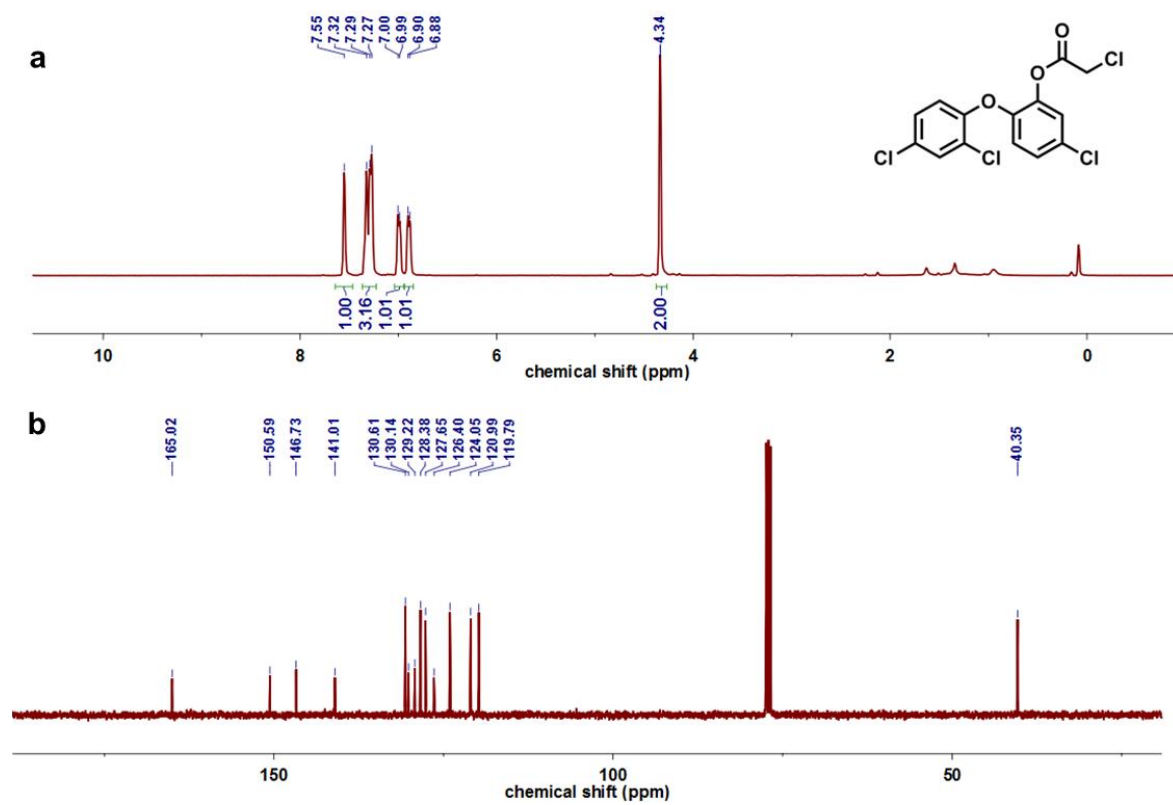 a
7.55
7.32
7.29
7.27
7.00
6.99
6.90
6.88
4.34
O
Cl
O
O
Cl
Cl
Cl
1.00
3.16
1.01
1.01
2.00
10 8 6 4 2 0
chemical shift (ppm)
b
165.02
150.59
146.73
141.01
130.61
130.14
129.22
128.38
127.65
126.40
124.05
120.99
119.79
40.35
150 100 50
chemical shift (ppm)